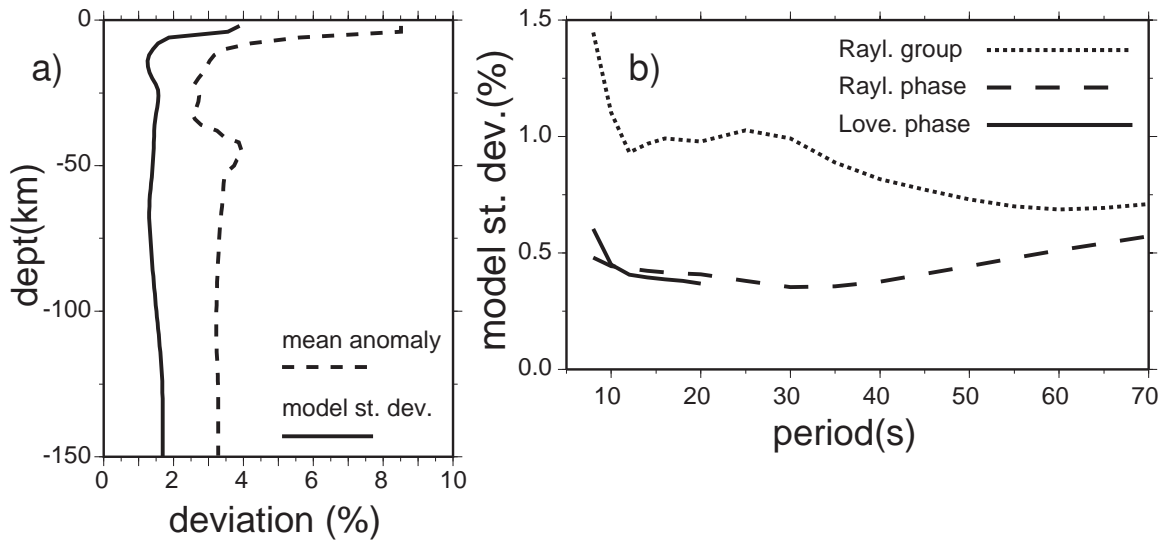 a)
0
-50
-100
-150
dept(km)
mean anomaly
model st. dev.
0 2 4 6 8 10
deviation (%)
b)
Rayl. group
Rayl. phase
Love. phase
1.5
1.0
0.5
0.0
model st. dev.(%)
10 20 30 40 50 60 70
period(s)